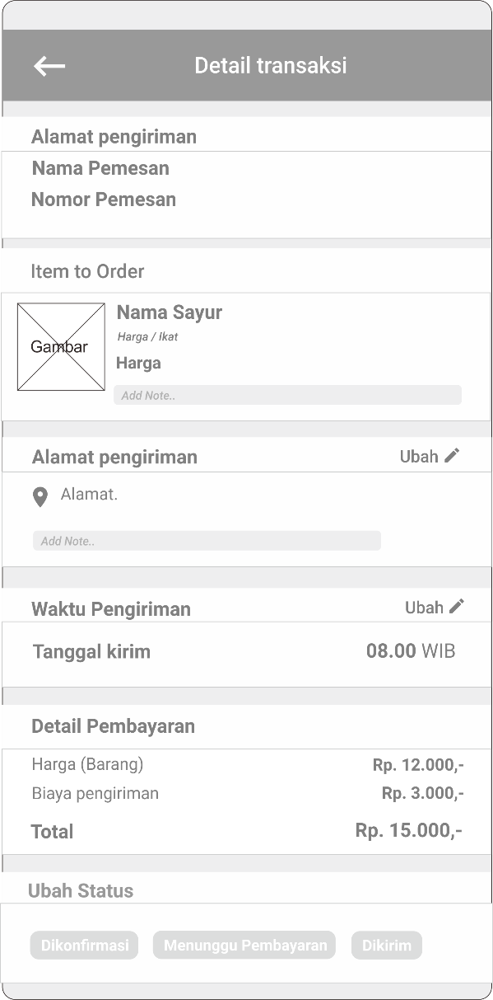 Detail transaksi
Alamat pengiriman
Nama Pemesan
Nomor Pemesan
Item to Order
Gambar
Nama Sayur
Harga / Ikat
Harga
Add Note..
Alamat pengiriman Ubah
Alamat.
Add Note..
Waktu Pengiriman Ubah
Tanggal kirim 08.00 WIB
Detail Pembayaran
Harga (Barang) Rp. 12.000,-
Biaya pengiriman Rp. 3.000,-
Total Rp. 15.000,-
Ubah Status
Dikonfirmasi Menunggu Pembayaran Dikirim